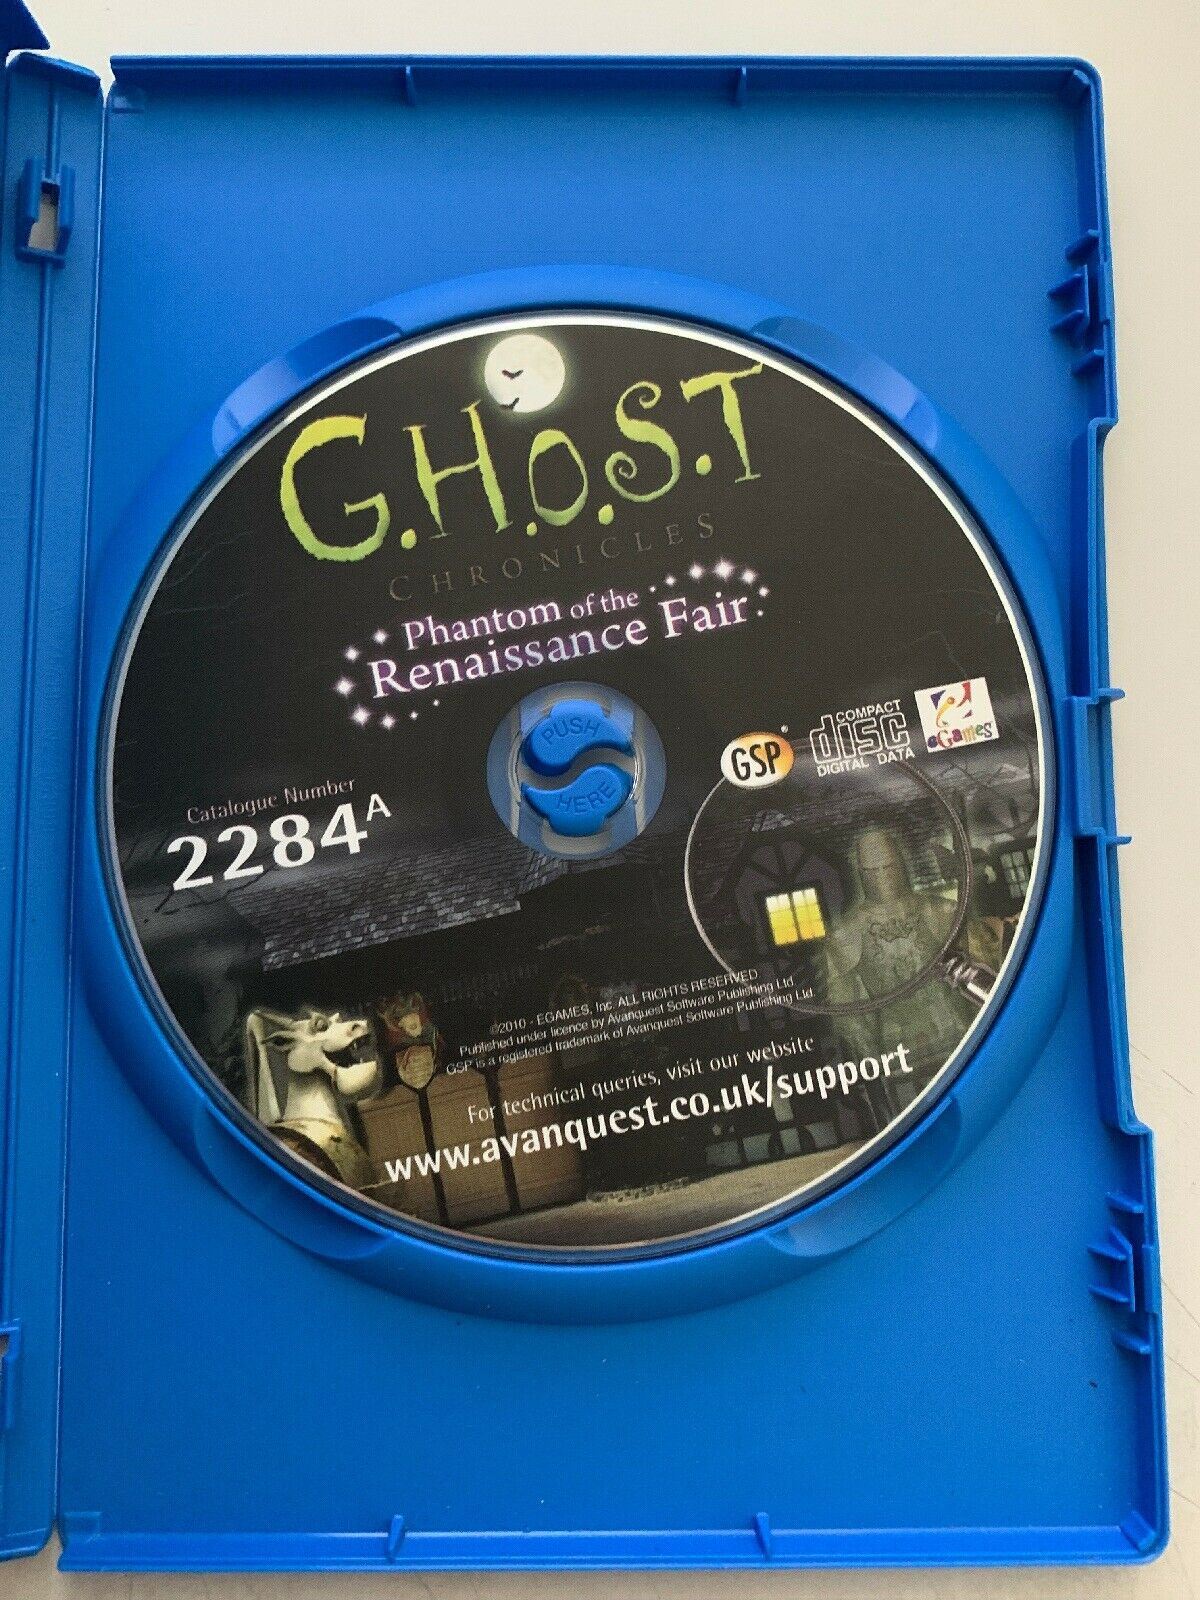 G.H.O.S.T
CHRONICLES
Phantom of the
Renaissance Fair
PUSH
HERE
GSP®
COMPACT
disc
DIGITAL DATA
eGames
Catalogue Number
2284A
©2010 - EGAMES, Inc. ALL RIGHTS RESERVED
Published under licence by Avanquest Software Publishing Ltd
GSP is a registered trademark of Avanquest Software Publishing Ltd
For technical queries, visit our website
www.avanquest.co.uk/support